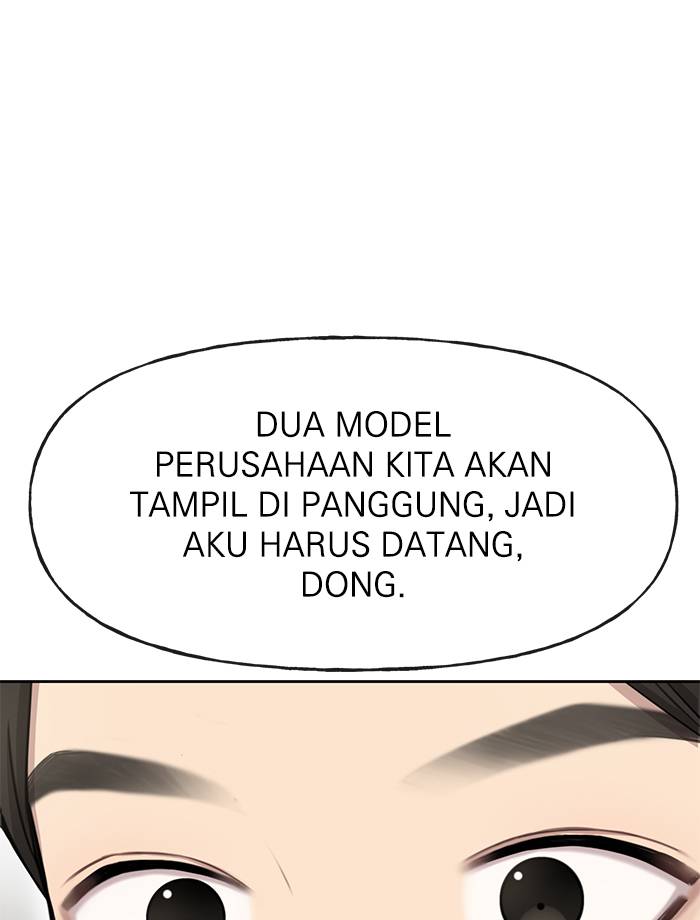 DUA MODEL
PERUSAHAAN KITA AKAN
TAMPIL DI PANGGUNG, JADI
AKU HARUS DATANG,
DONG.